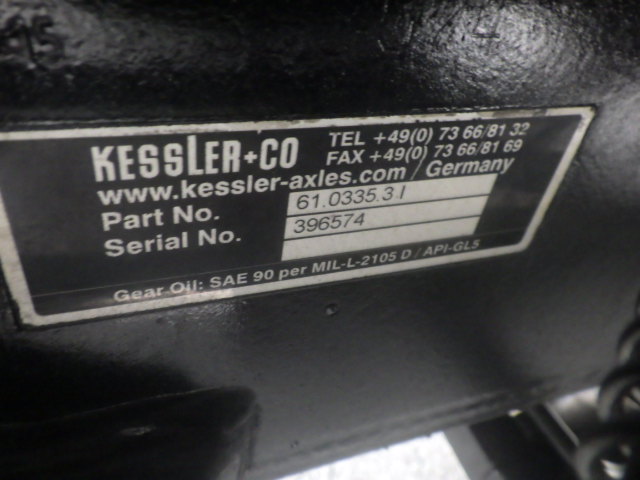 KESSLER+CO
TEL +49(0) 73 66/81 32
FAX +49(0) 73 66/81 69
www.kessler-axles.com / Germany
Part No. 61.0335.3 I
Serial No. 396574
Gear Oil: SAE 90 per MIL-L-2105 D / API-GL5